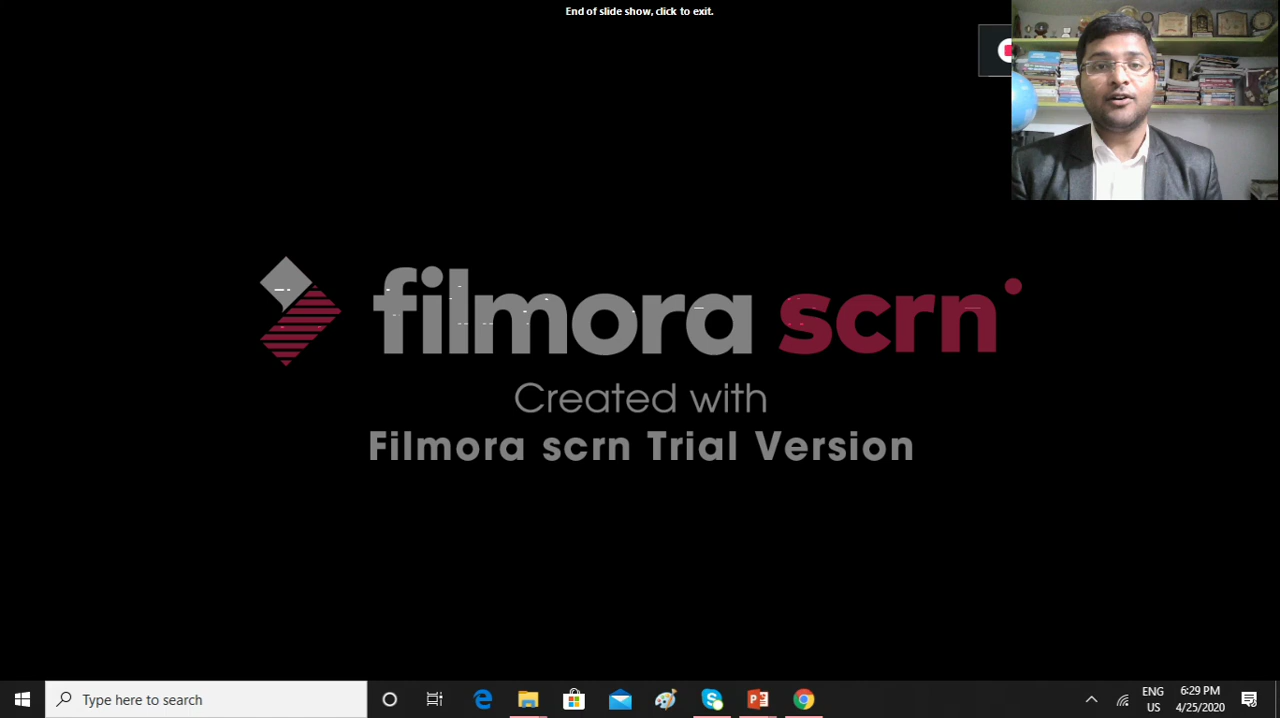 End of slide show, click to exit.
filmora scrn
Created with
Filmora scrn Trial Version
Type here to search
ENG
US
6:29 PM
4/25/2020